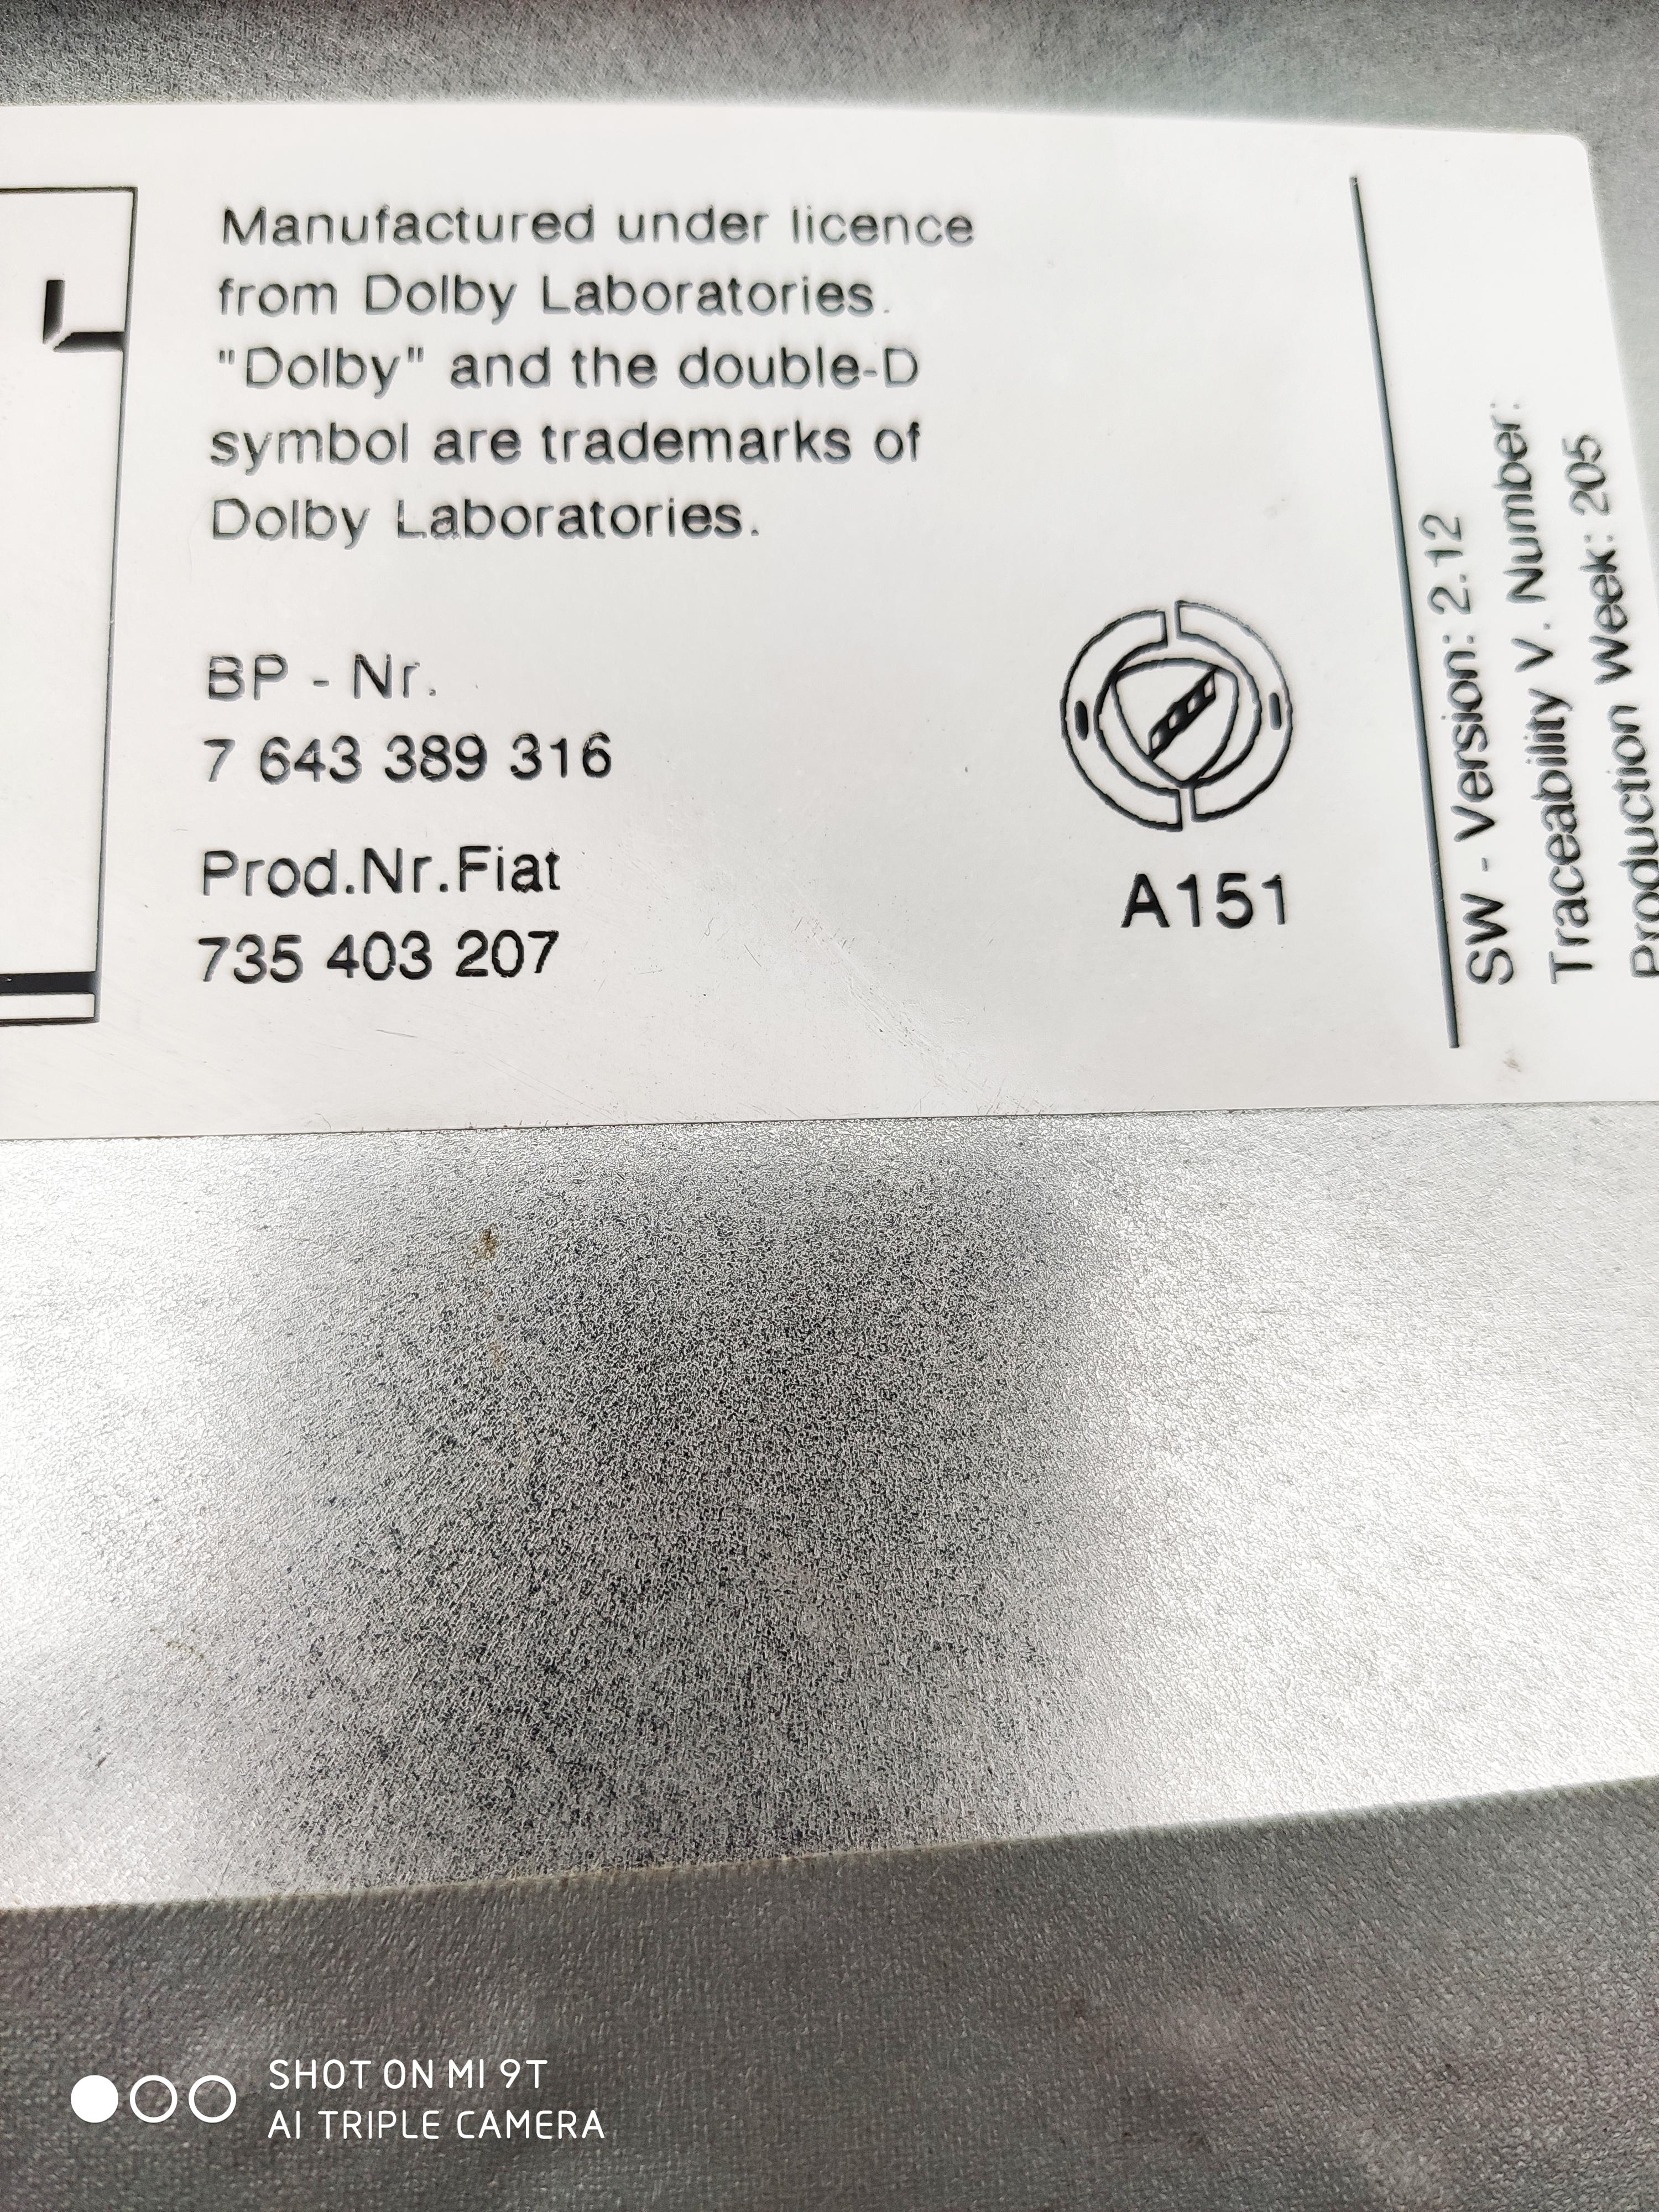 Manufactured under licence
from Dolby Laboratories.
"Dolby" and the double-D
symbol are trademarks of
Dolby Laboratories.
BP - Nr.
7 643 389 316
Prod.Nr.Fiat
735 403 207
A151
SW - Version: 2.12
Traceability V. Number:
Production Week: 205
SHOT ON MI 9T
AI TRIPLE CAMERA